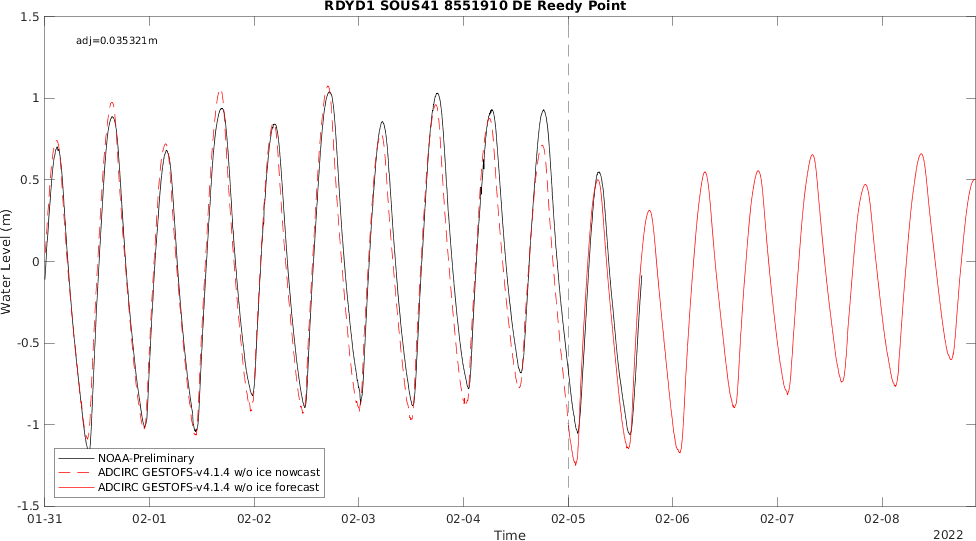 RDYD1 SOUS41 8551910 DE Reedy Point
adj=0.035321m
Water Level (m)
1.5
1
0.5
0
-0.5
-1
-1.5
NOAA-Preliminary
ADCIRC GESTOFS-v4.1.4 w/o ice nowcast
ADCIRC GESTOFS-v4.1.4 w/o ice forecast
01-31 02-01 02-02 02-03 02-04 02-05 02-06 02-07 02-08
Time
2022